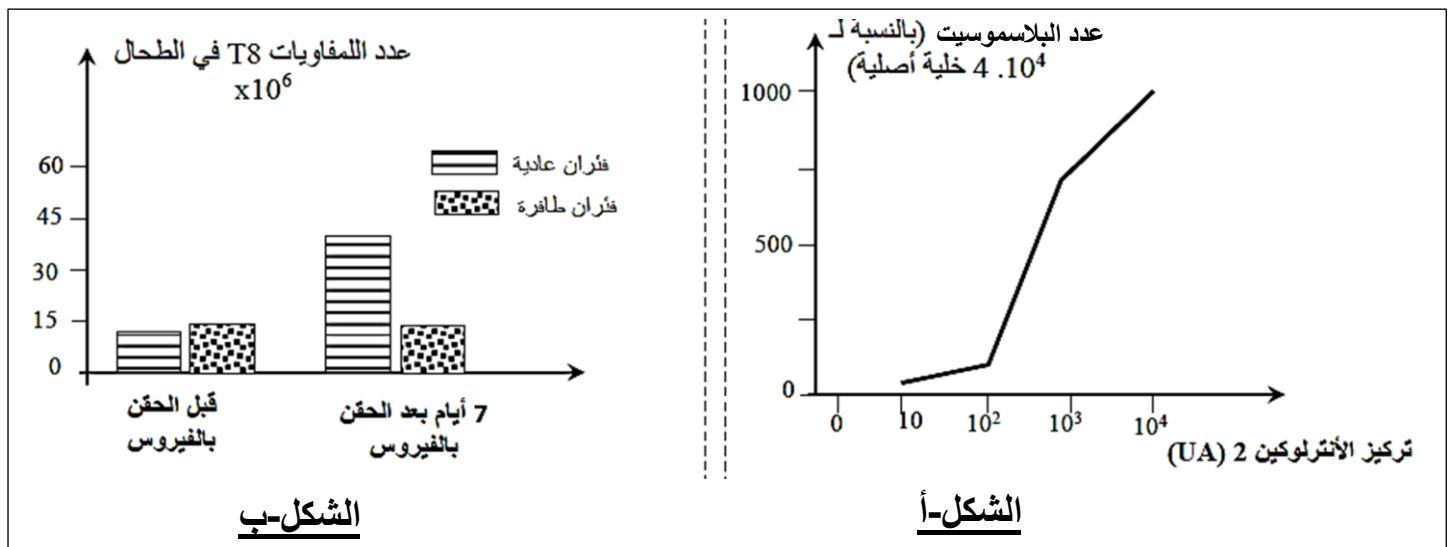 عدد البلاسموسيت (بالنسبة لـ
4 .10⁴ خلية أصلية)
1000
500
0
0 10 10² 10³ 10⁴
تركيز الأنترلوكين 2 (UA)
الشكل-أ
عدد اللمفاويات T8 في الطحال
x10⁶
60
45
30
15
0
فئران عادية
فئران طافرة
قبل الحقن
بالفيروس
7 أيام بعد الحقن
بالفيروس
الشكل-ب